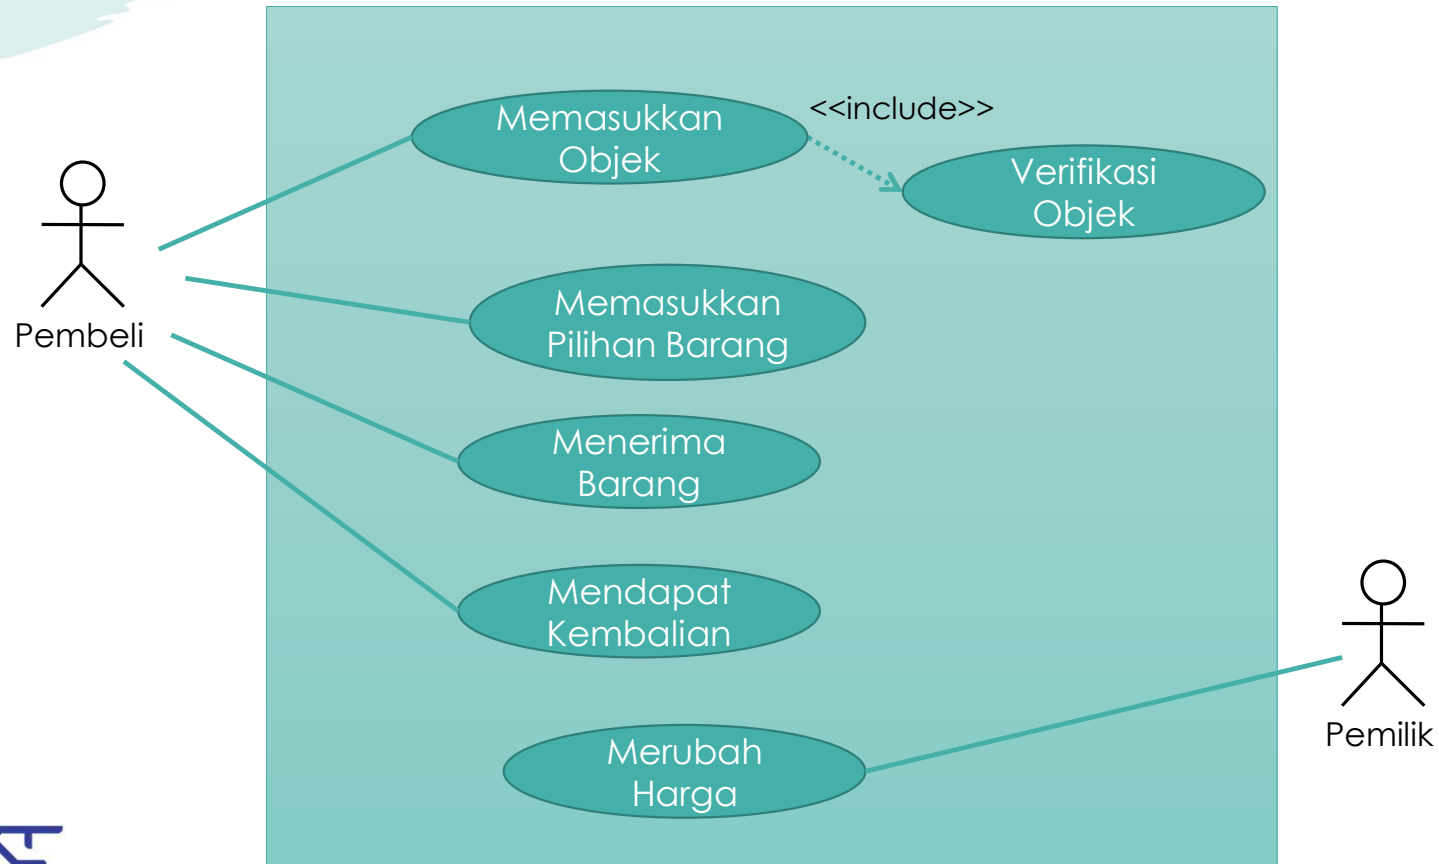 Memasukkan
Objek
<<include>>
Verifikasi
Objek
Pembeli
Memasukkan
Pilihan Barang
Menerima
Barang
Mendapat
Kembalian
Merubah
Harga
Pemilik